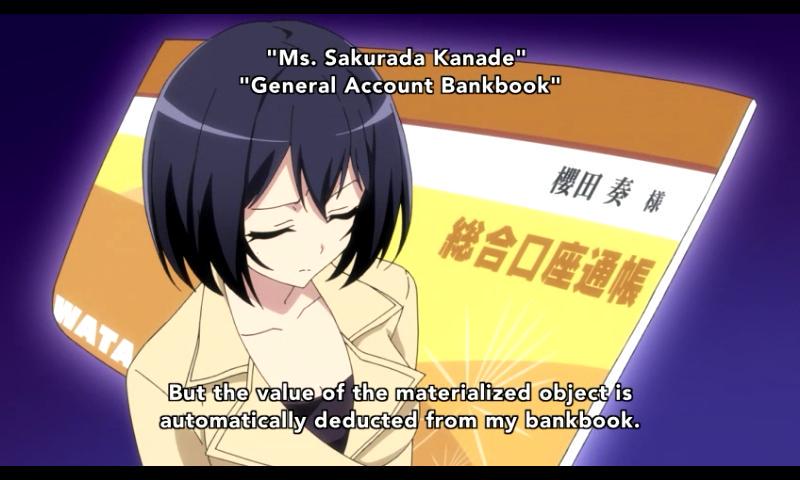 "Ms. Sakurada Kanade"
"General Account Bankbook"
櫻田 奏 様
総合口座通帳
WATA
But the value of the materialized object is
automatically deducted from my bankbook.